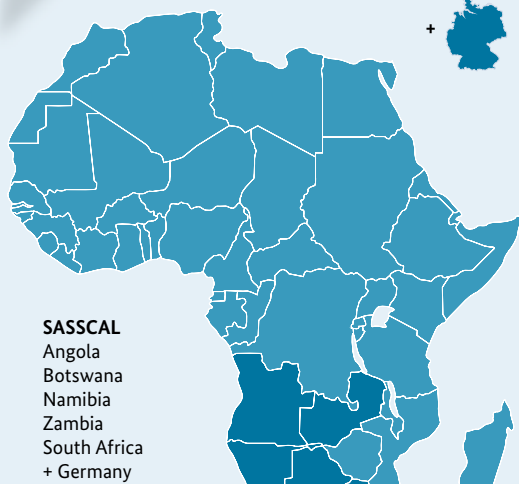 +
SASSCAL
Angola
Botswana
Namibia
Zambia
South Africa
+ Germany